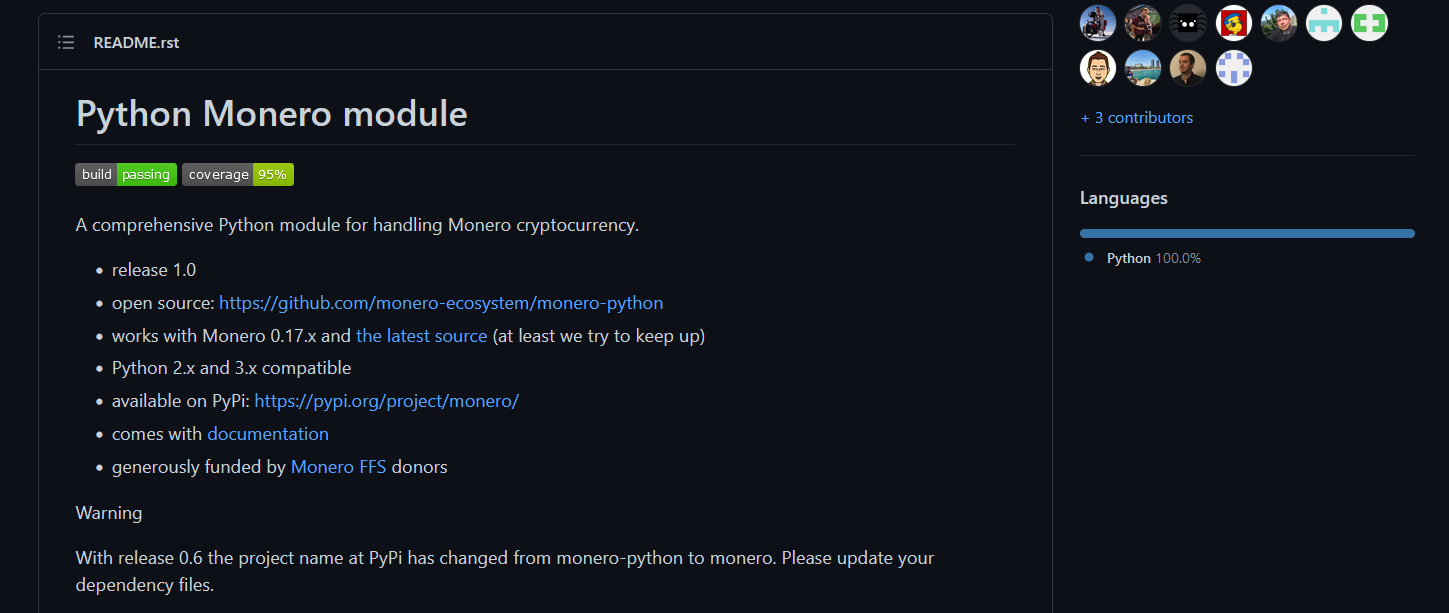 README.rst
Python Monero module
build passing coverage 95%
A comprehensive Python module for handling Monero cryptocurrency.
• release 1.0
• open source: https://github.com/monero-ecosystem/monero-python
• works with Monero 0.17.x and the latest source (at least we try to keep up)
• Python 2.x and 3.x compatible
• available on PyPi: https://pypi.org/project/monero/
• comes with documentation
• generously funded by Monero FFS donors
Warning
With release 0.6 the project name at PyPi has changed from monero-python to monero. Please update your
dependency files.
+ 3 contributors
Languages
Python 100.0%